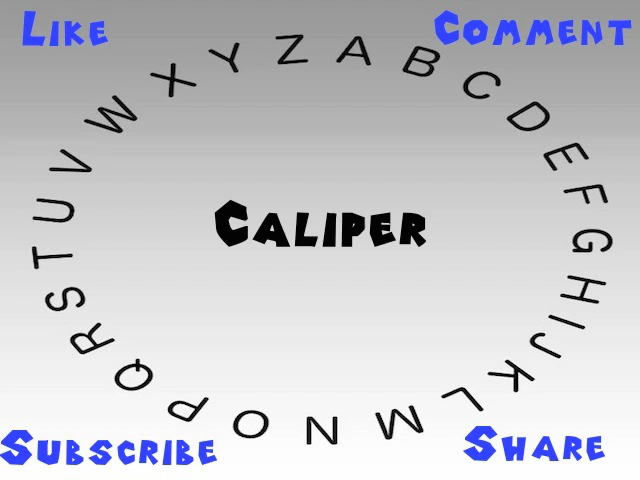 Like
Comment
A B C D E F G H I J K L M N O P Q R S T U V W X Y Z
Caliper
Subscribe
Share